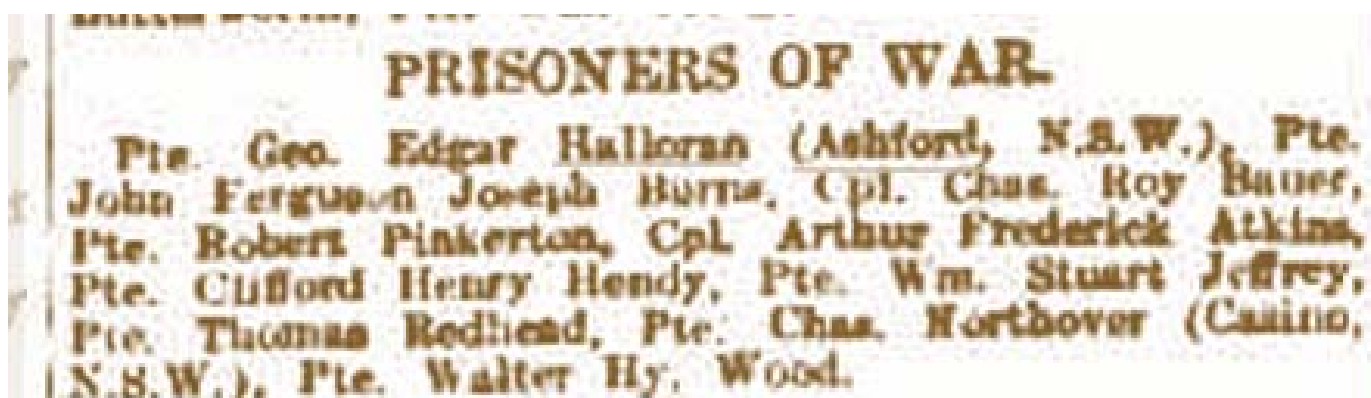 PRISONERS OF WAR.
Pte. Geo. Edgar Halloran (Ashford, N.S.W.), Pte.
John Ferguson Joseph Burns, Cpl. Chas. Roy Bauer,
Pte. Robert Pinkerton, Cpl. Arthur Frederick Atkins,
Pte. Clifford Henry Hendy, Pte. Wm. Stuart Jeffrey,
Pte. Thomas Redhead, Pte. Chas. Northover (Casino,
N.S.W.), Pte. Walter Hy. Wood.